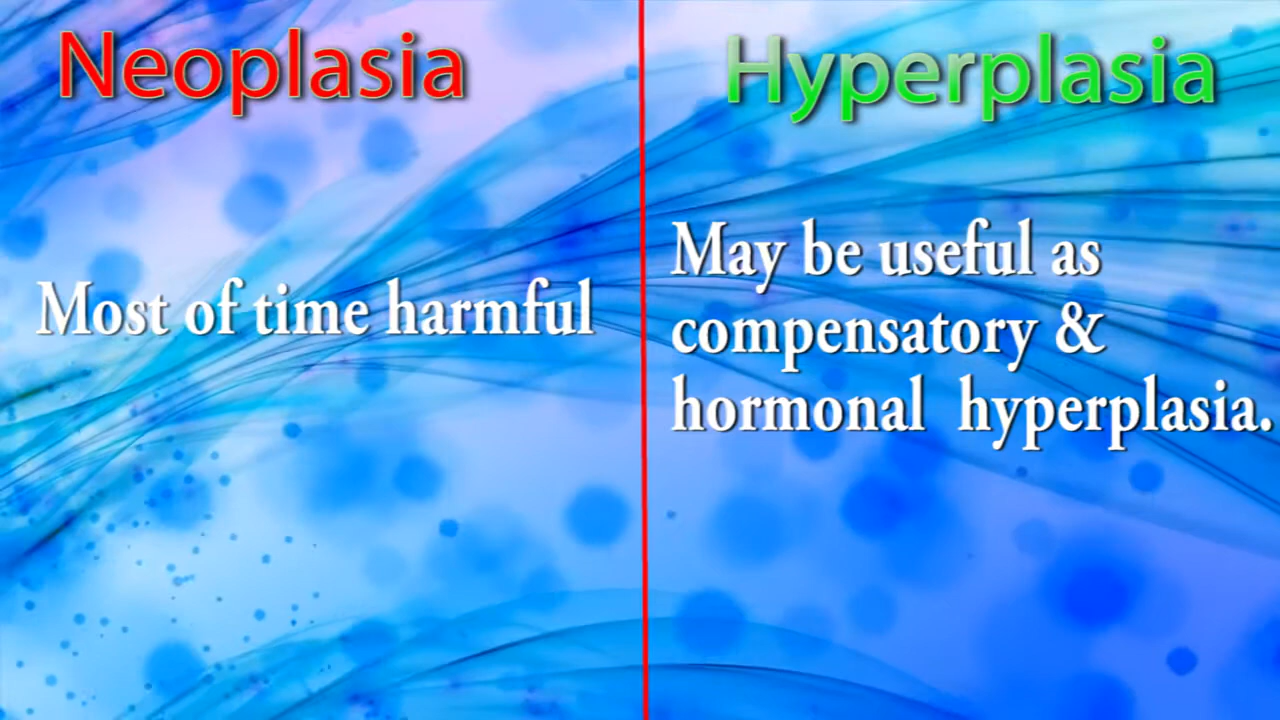 Neoplasia
Most of time harmful
Hyperplasia
May be useful as
compensatory &
hormonal hyperplasia.